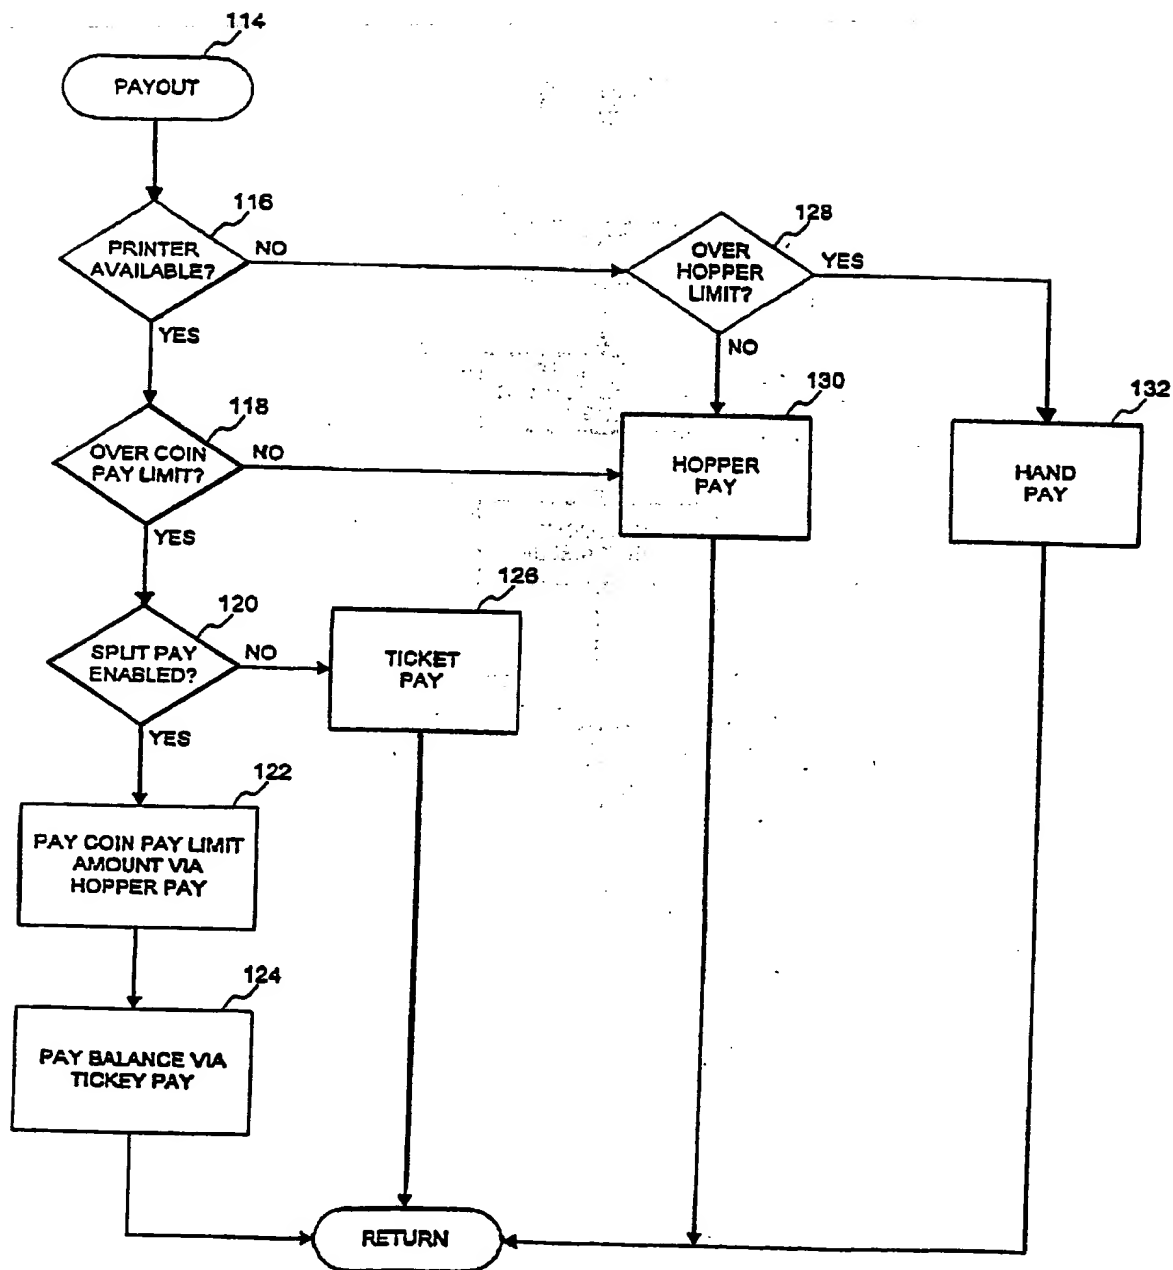 114
PAYOUT
116
PRINTER
AVAILABLE?
NO
YES
128
OVER
HOPPER
LIMIT?
YES
NO
118
OVER COIN
PAY LIMIT?
NO
YES
130
HOPPER
PAY
132
HAND
PAY
120
SPLIT PAY
ENABLED?
NO
YES
126
TICKET
PAY
122
PAY COIN PAY LIMIT
AMOUNT VIA
HOPPER PAY
124
PAY BALANCE VIA
TICKEY PAY
RETURN